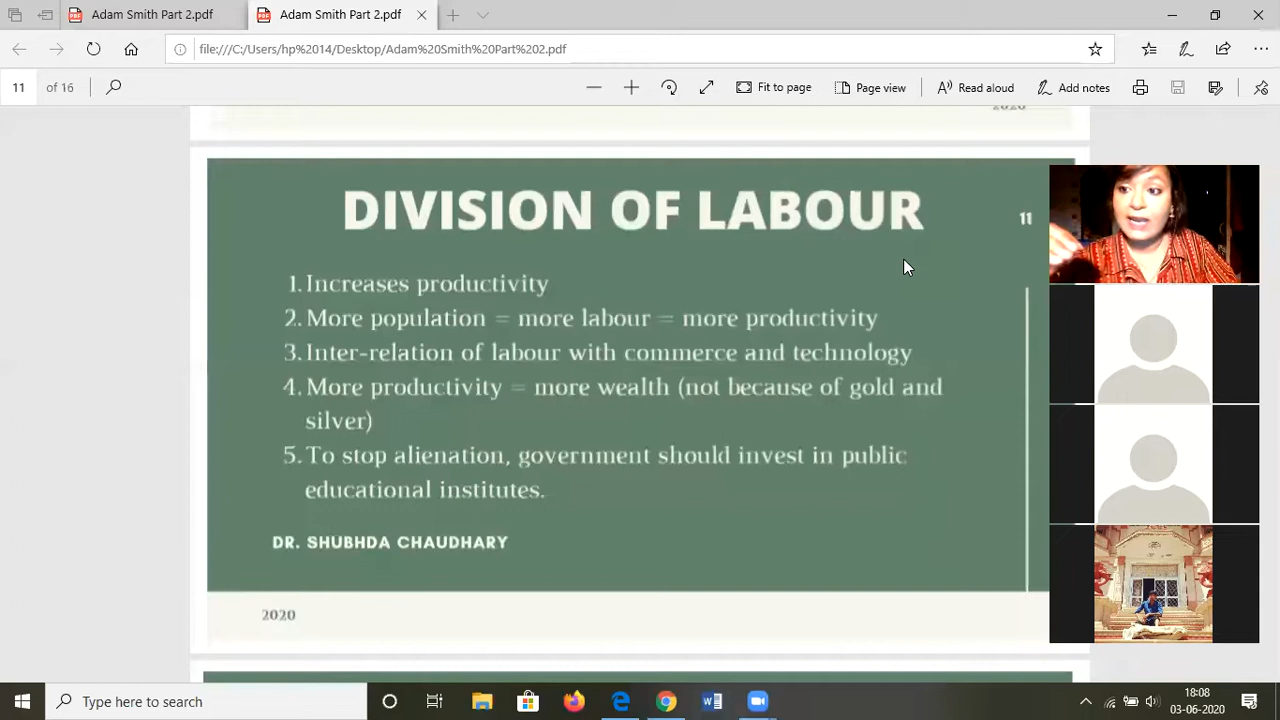 Adam Smith Part 2.pdf
Adam Smith Part 2.pdf
file:///C:/Users/hp%2014/Desktop/Adam%20Smith%20Part%202.pdf
11 of 16
Fit to page
Page view
Read aloud
Add notes
2020
DIVISION OF LABOUR
11
1. Increases productivity
2. More population = more labour = more productivity
3. Inter-relation of labour with commerce and technology
4. More productivity = more wealth (not because of gold and
silver)
5. To stop alienation, government should invest in public
educational institutes.
DR. SHUBHDA CHAUDHARY
2020
Type here to search
18:08
03-06-2020